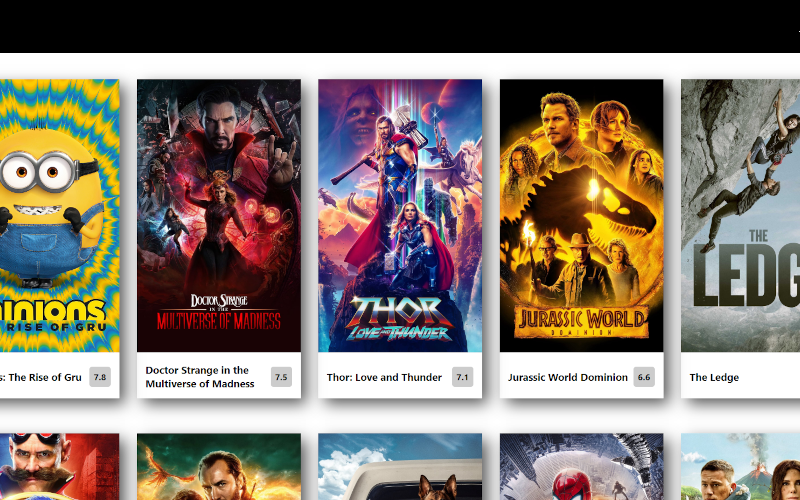 INIONS
RISE OF GRU
DOCTOR STRANGE
IN THE
MULTIVERSE OF MADNESS
THOR
LOVE AND THUNDER
JURASSIC WORLD
DOMINION
THE
LEDG
s: The Rise of Gru
7.8
Doctor Strange in the
Multiverse of Madness
7.5
Thor: Love and Thunder
7.1
Jurassic World Dominion
6.6
The Ledge